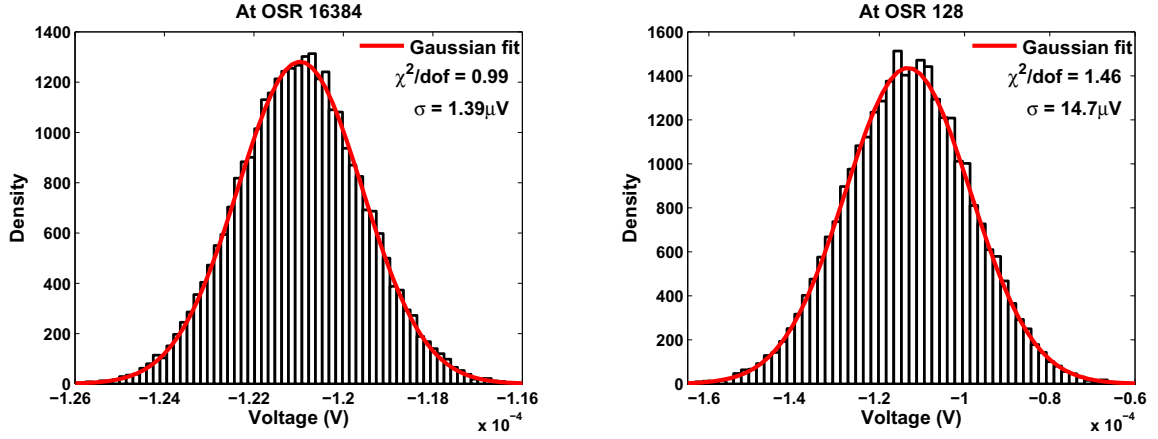 At OSR 16384
1400
1200
1000
800
600
400
200
0
Density
Gaussian fit
χ²/dof = 0.99
σ = 1.39μV
−1.26
−1.24
−1.22
−1.2
−1.18
−1.16
Voltage (V)
x 10⁻⁴
At OSR 128
1600
1400
1200
1000
800
600
400
200
0
Density
Gaussian fit
χ²/dof = 1.46
σ = 14.7μV
−1.6
−1.4
−1.2
−1
−0.8
−0.6
Voltage (V)
x 10⁻⁴